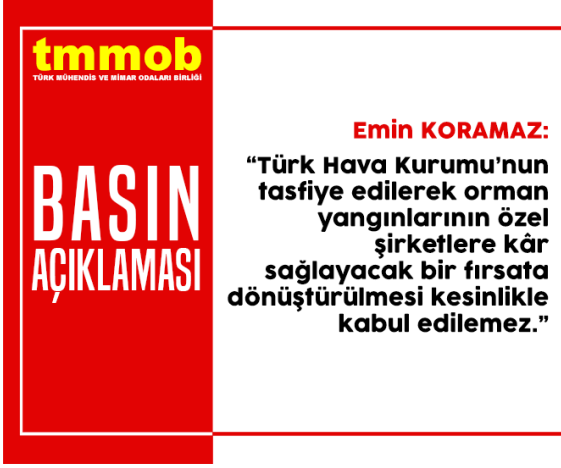 tmmob
TÜRK MÜHENDİS VE MİMAR ODALARI BİRLİĞİ
BASIN
AÇIKLAMASI
Emin KORAMAZ:
“Türk Hava Kurumu’nun
tasfiye edilerek orman
yangınlarının özel
şirketlere kâr
sağlayacak bir fırsata
dönüştürülmesi kesinlikle
kabul edilemez.”